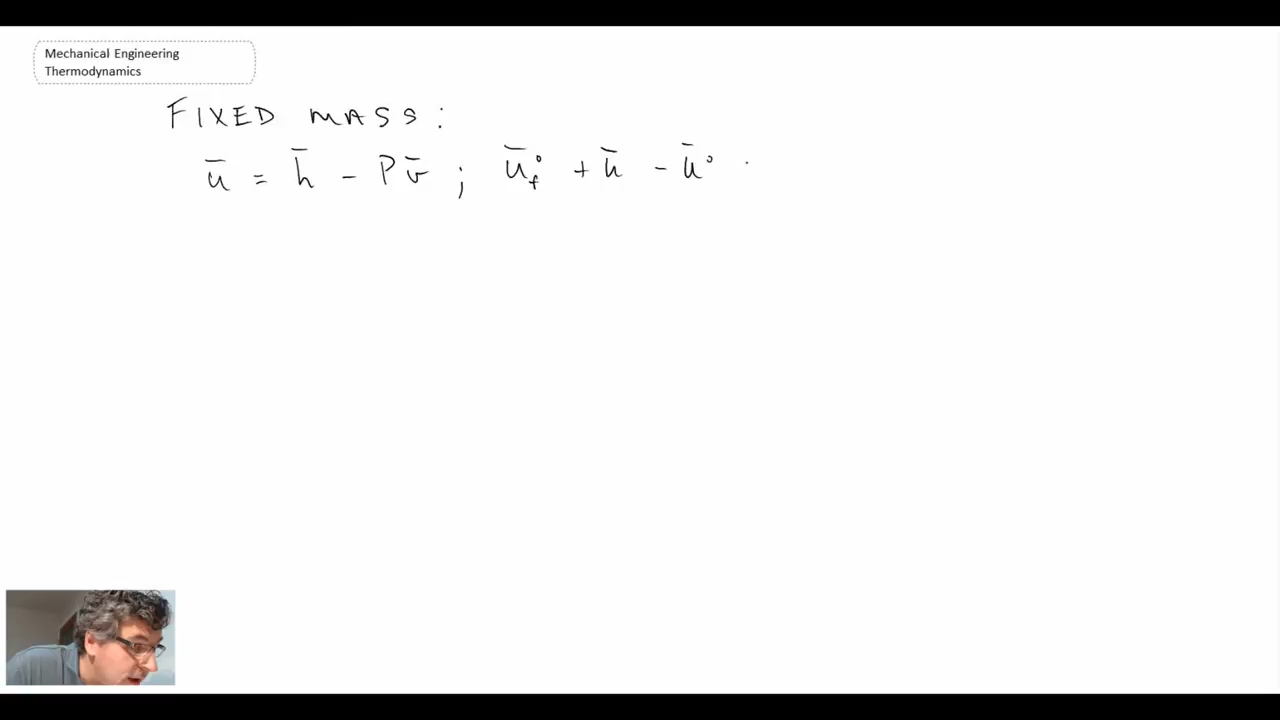 Mechanical Engineering
Thermodynamics
FIXED MASS:
ū = h̄ - Pv̄ ; ū°f + ū - ū°